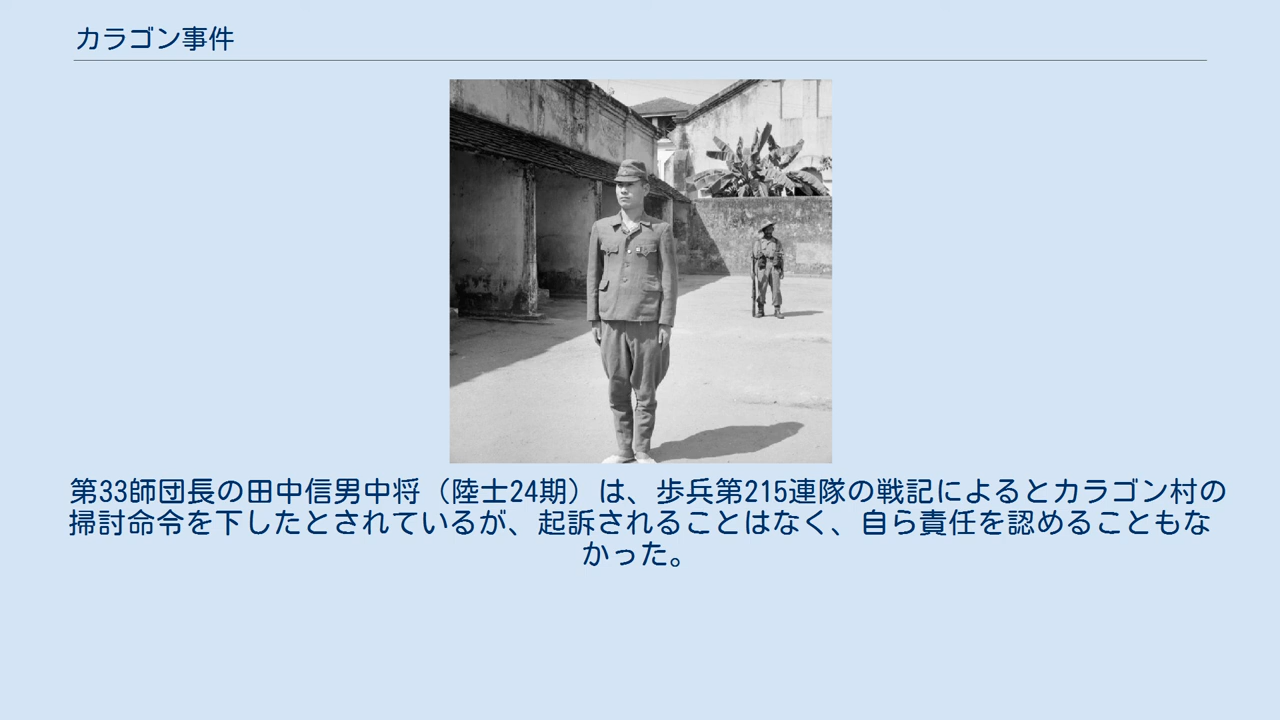 カラゴン事件
第33師団長の田中信男中将（陸士24期）は、歩兵第215連隊の戦記によるとカラゴン村の
掃討命令を下したとされているが、起訴されることはなく、自ら責任を認めることもな
かった。